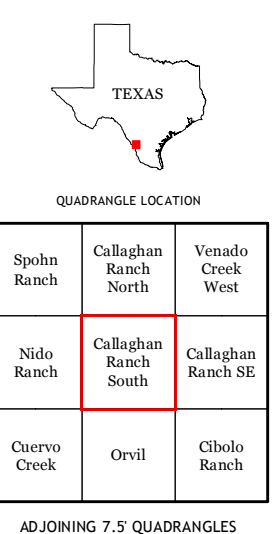 TEXAS
QUADRANGLE LOCATION
Spohn
Ranch
Callaghan
Ranch
North
Venado
Creek
West
Nido
Ranch
Callaghan
Ranch
South
Callaghan
Ranch SE
Cuervo
Creek
Orvil
Cibolo
Ranch
ADJOINING 7.5' QUADRANGLES